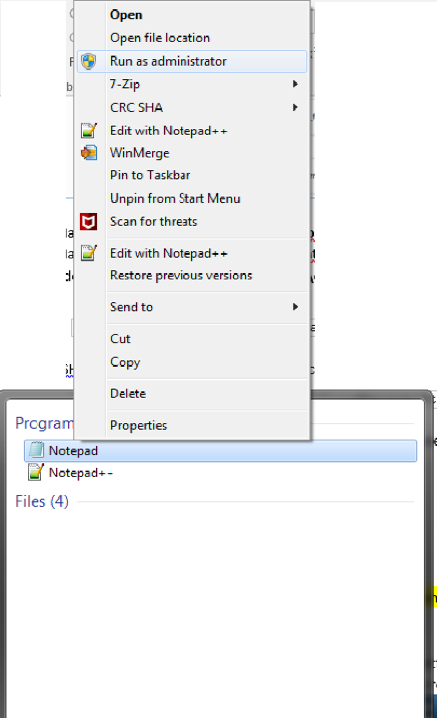 Open
Open file location
Run as administrator
7-Zip
CRC SHA
Edit with Notepad++
WinMerge
Pin to Taskbar
Unpin from Start Menu
Scan for threats
Edit with Notepad++
Restore previous versions
Send to
Cut
Copy
Delete
Properties
Program
Notepad
Notepad++
Files (4)